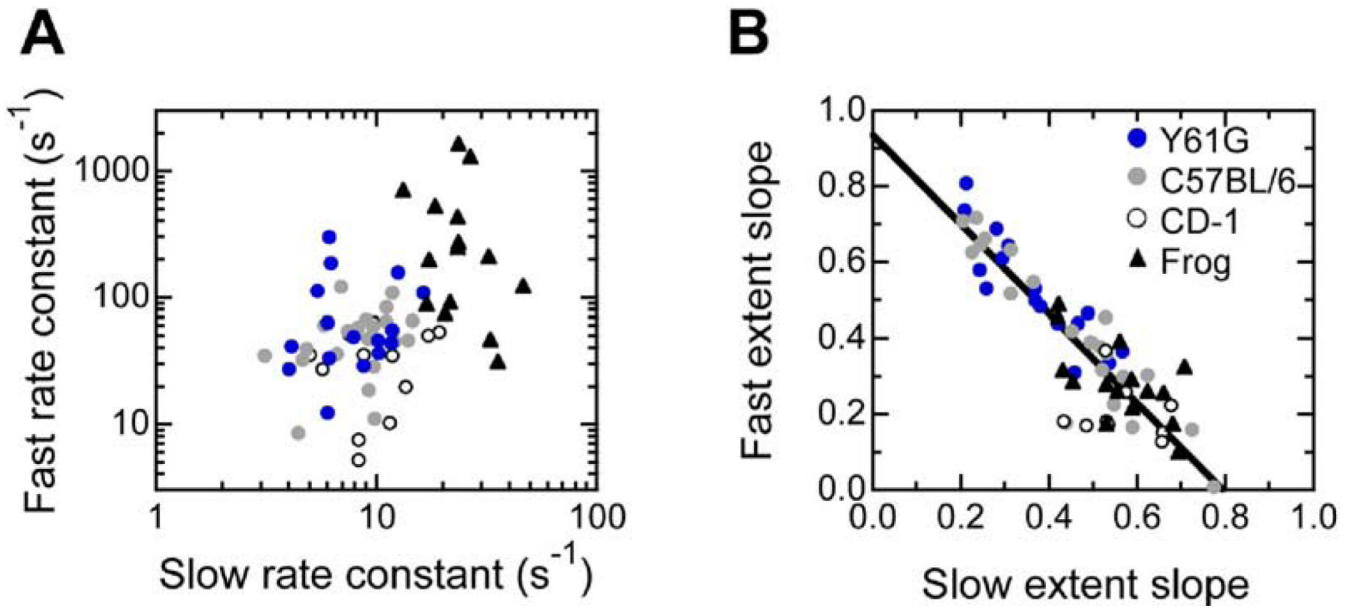 A
Fast rate constant (s⁻¹)
1000
100
10
1
10
100
Slow rate constant (s⁻¹)
B
Fast extent slope
1.0
0.8
0.6
0.4
0.2
0.0
0.0
0.2
0.4
0.6
0.8
1.0
Slow extent slope
Y61G
C57BL/6
CD-1
Frog